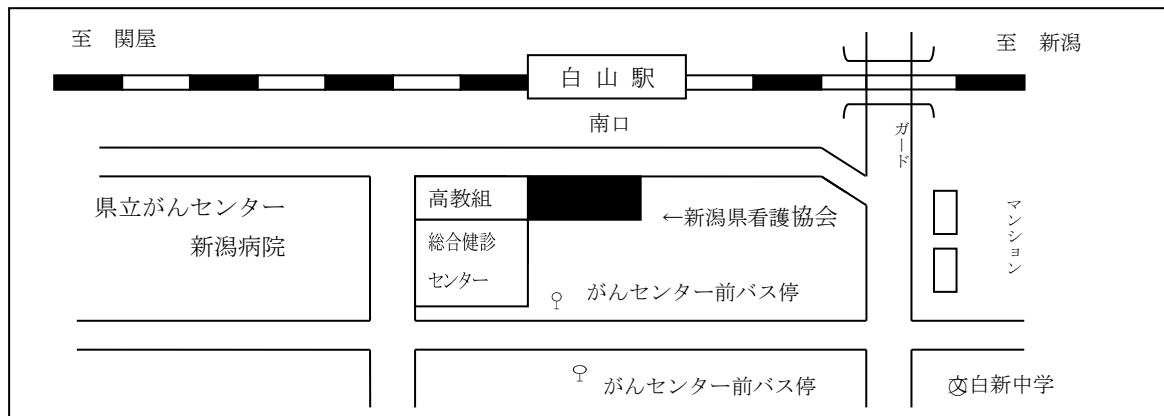 至 関屋
至 新潟
白山駅
南口
ガード
高教組
県立がんセンター
新潟病院
←新潟県看護協会
マンション
総合健診
センター
がんセンター前バス停
がんセンター前バス停
文白新中学